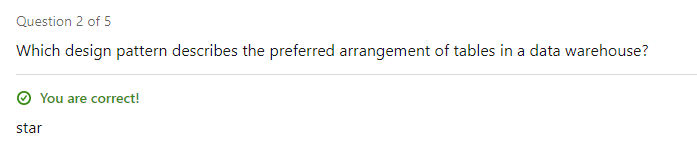 Question 2 of 5
Which design pattern describes the preferred arrangement of tables in a data warehouse?
You are correct!
star